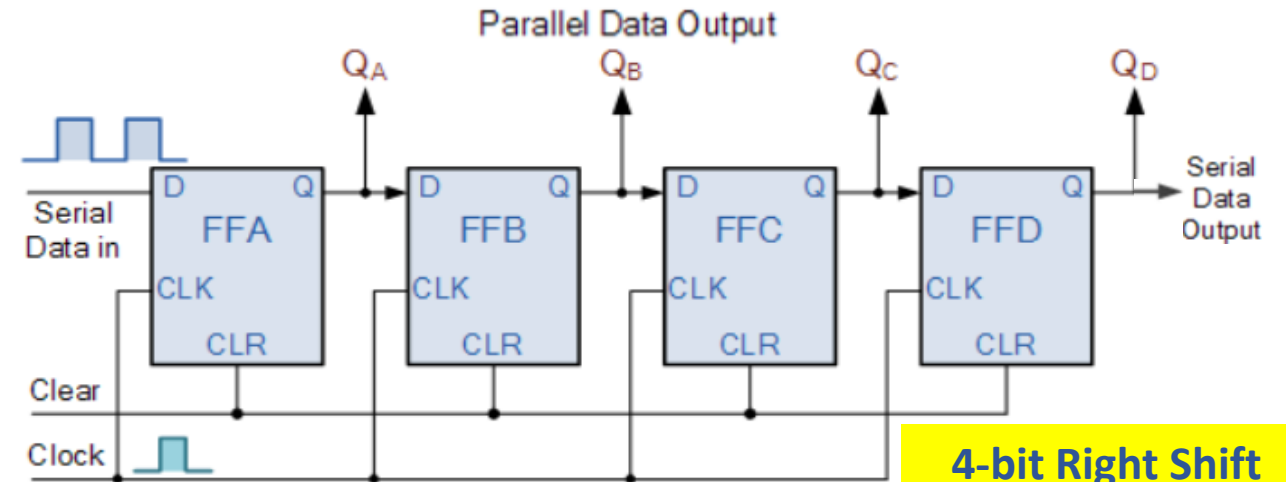 Parallel Data Output
QA QB QC QD
Serial Data in
D Q D Q D Q D Q
FFA FFB FFC FFD
Serial Data Output
CLK CLK CLK CLK
CLR CLR CLR CLR
Clear
Clock
4-bit Right Shift